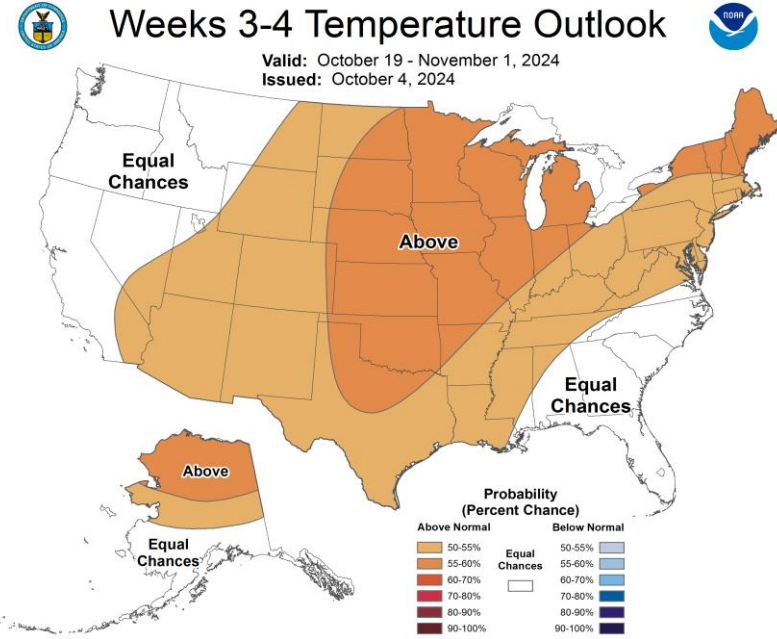 Weeks 3-4 Temperature Outlook
NOAA
Valid: October 19 - November 1, 2024
Issued: October 4, 2024
Equal
Chances
Above
Equal
Chances
Above
Equal
Chances
Probability
(Percent Chance)
Above Normal
Below Normal
50-55%
55-60%
60-70%
70-80%
80-90%
90-100%
Equal
Chances
50-55%
55-60%
60-70%
70-80%
80-90%
90-100%